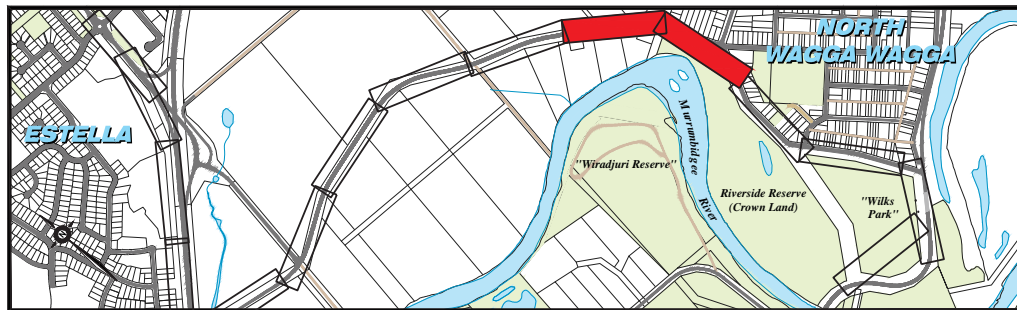 NORTH
WAGGA WAGGA
ESTELLA
"Wiradjuri Reserve"
Murrumbidgee
River
Riverside Reserve
(Crown Land)
"Wilks
Park"